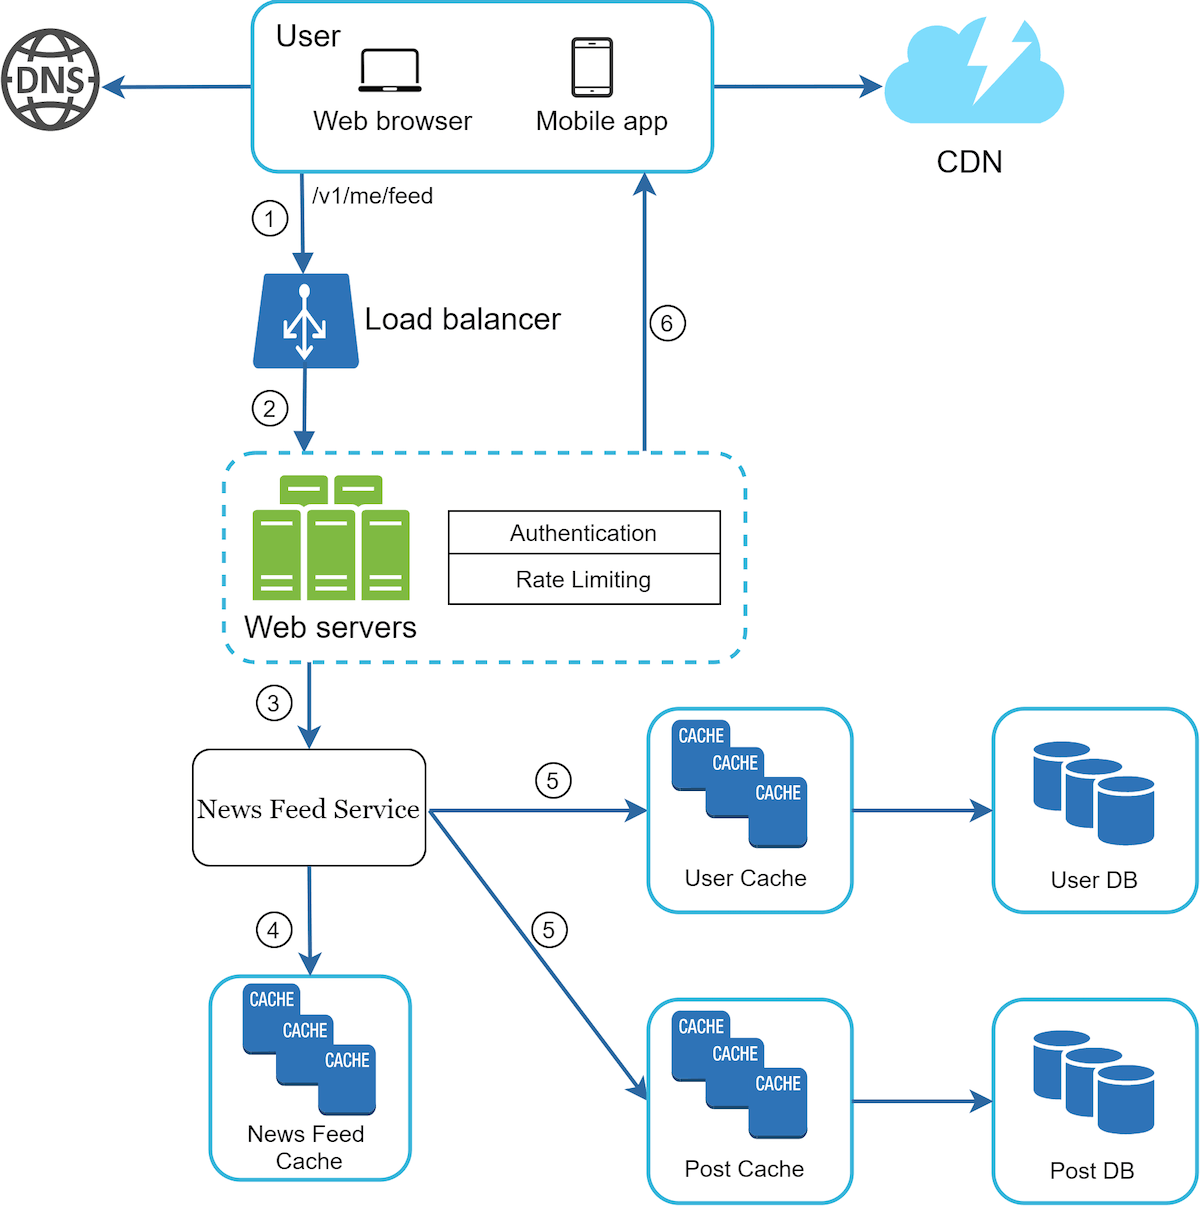 User
DNS
Web browser
Mobile app
CDN
/v1/me/feed
1
Load balancer
6
2
Authentication
Rate Limiting
Web servers
3
CACHE
CACHE
CACHE
User Cache
User DB
5
News Feed Service
4
5
CACHE
CACHE
CACHE
News Feed
Cache
CACHE
CACHE
CACHE
Post Cache
Post DB